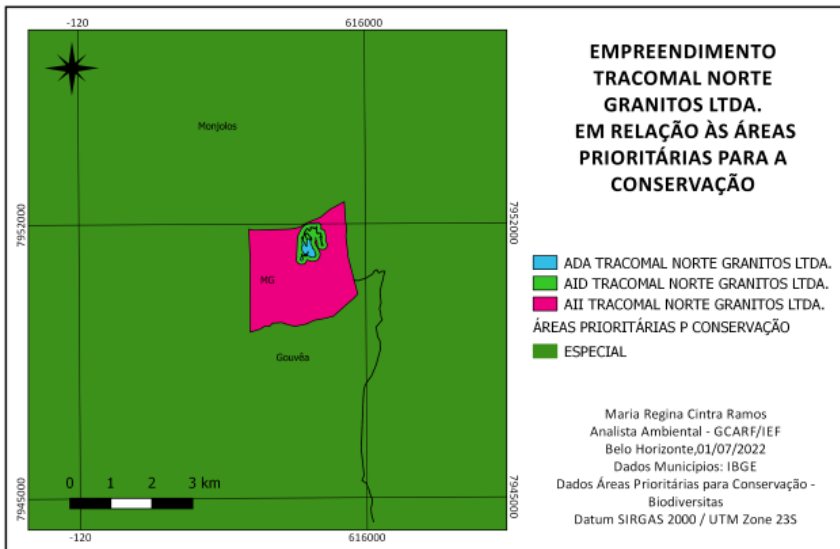 -120
616000
Monjolos
7952000
7952000
MG
Gouvêa
0 1 2 3 km
7945000
7945000
-120
616000
EMPREENDIMENTO
TRACOMAL NORTE
GRANITOS LTDA.
EM RELAÇÃO ÀS ÁREAS
PRIORITÁRIAS PARA A
CONSERVAÇÃO
ADA TRACOMAL NORTE GRANITOS LTDA.
AID TRACOMAL NORTE GRANITOS LTDA.
AII TRACOMAL NORTE GRANITOS LTDA.
ÁREAS PRIORITÁRIAS P CONSERVAÇÃO
ESPECIAL
Maria Regina Cintra Ramos
Analista Ambiental - GCARF/IEF
Belo Horizonte,01/07/2022
Dados Municípios: IBGE
Dados Áreas Prioritárias para Conservação -
Biodiversitas
Datum SIRGAS 2000 / UTM Zone 23S